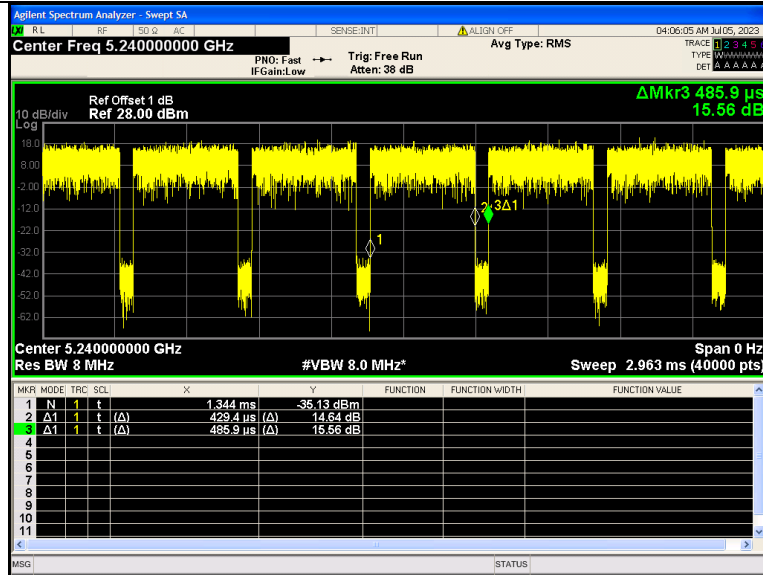 Agilent Spectrum Analyzer - Swept SA
RL RF 50 Ω AC SENSE:INT ALIGN OFF 04:06:05 AM Jul 05, 2023
Center Freq 5.240000000 GHz Avg Type: RMS TRACE 1 2 3 4 5
PNO: Fast Trig: Free Run TYPE W
IFGain:Low Atten: 38 dB DET A A A A A
ΔMkr3 485.9 µs
15.56 dB
Ref Offset 1 dB
10 dB/div Ref 28.00 dBm
Log
18.0
8.00
-2.00
-12.0
-22.0
-32.0
-42.0
-52.0
-62.0
2 3Δ1
1
Center 5.240000000 GHz Span 0 Hz
Res BW 8 MHz #VBW 8.0 MHz* Sweep 2.963 ms (40000 pts)
MKR MODE TRC SCL X Y FUNCTION FUNCTION WIDTH FUNCTION VALUE
1 N 1 t 1.344 ms -35.13 dBm
2 Δ1 1 t (Δ) 429.4 µs (Δ) 14.64 dB
3 Δ1 1 t (Δ) 485.9 µs (Δ) 15.56 dB
4
5
6
7
8
9
10
11
MSG STATUS